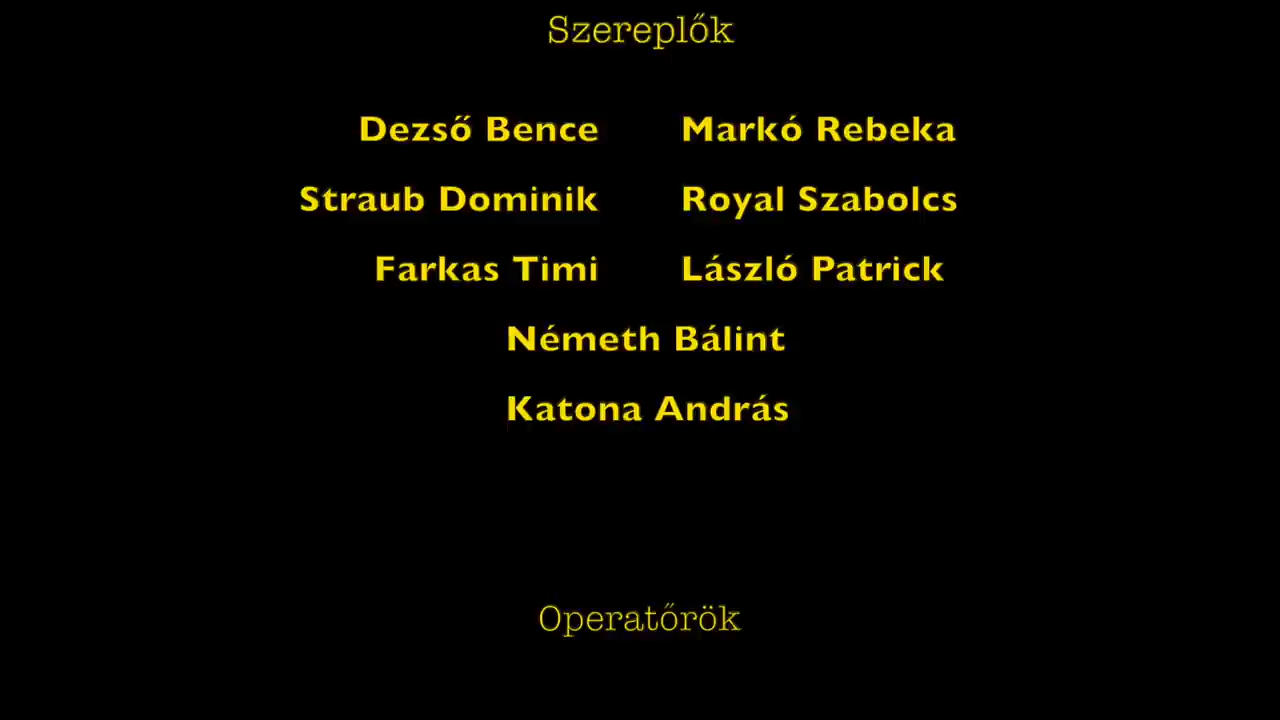 Szereplők
Dezső Bence Markó Rebeka
Straub Dominik Royal Szabolcs
Farkas Timi László Patrick
Németh Bálint
Katona András
Operatőrök